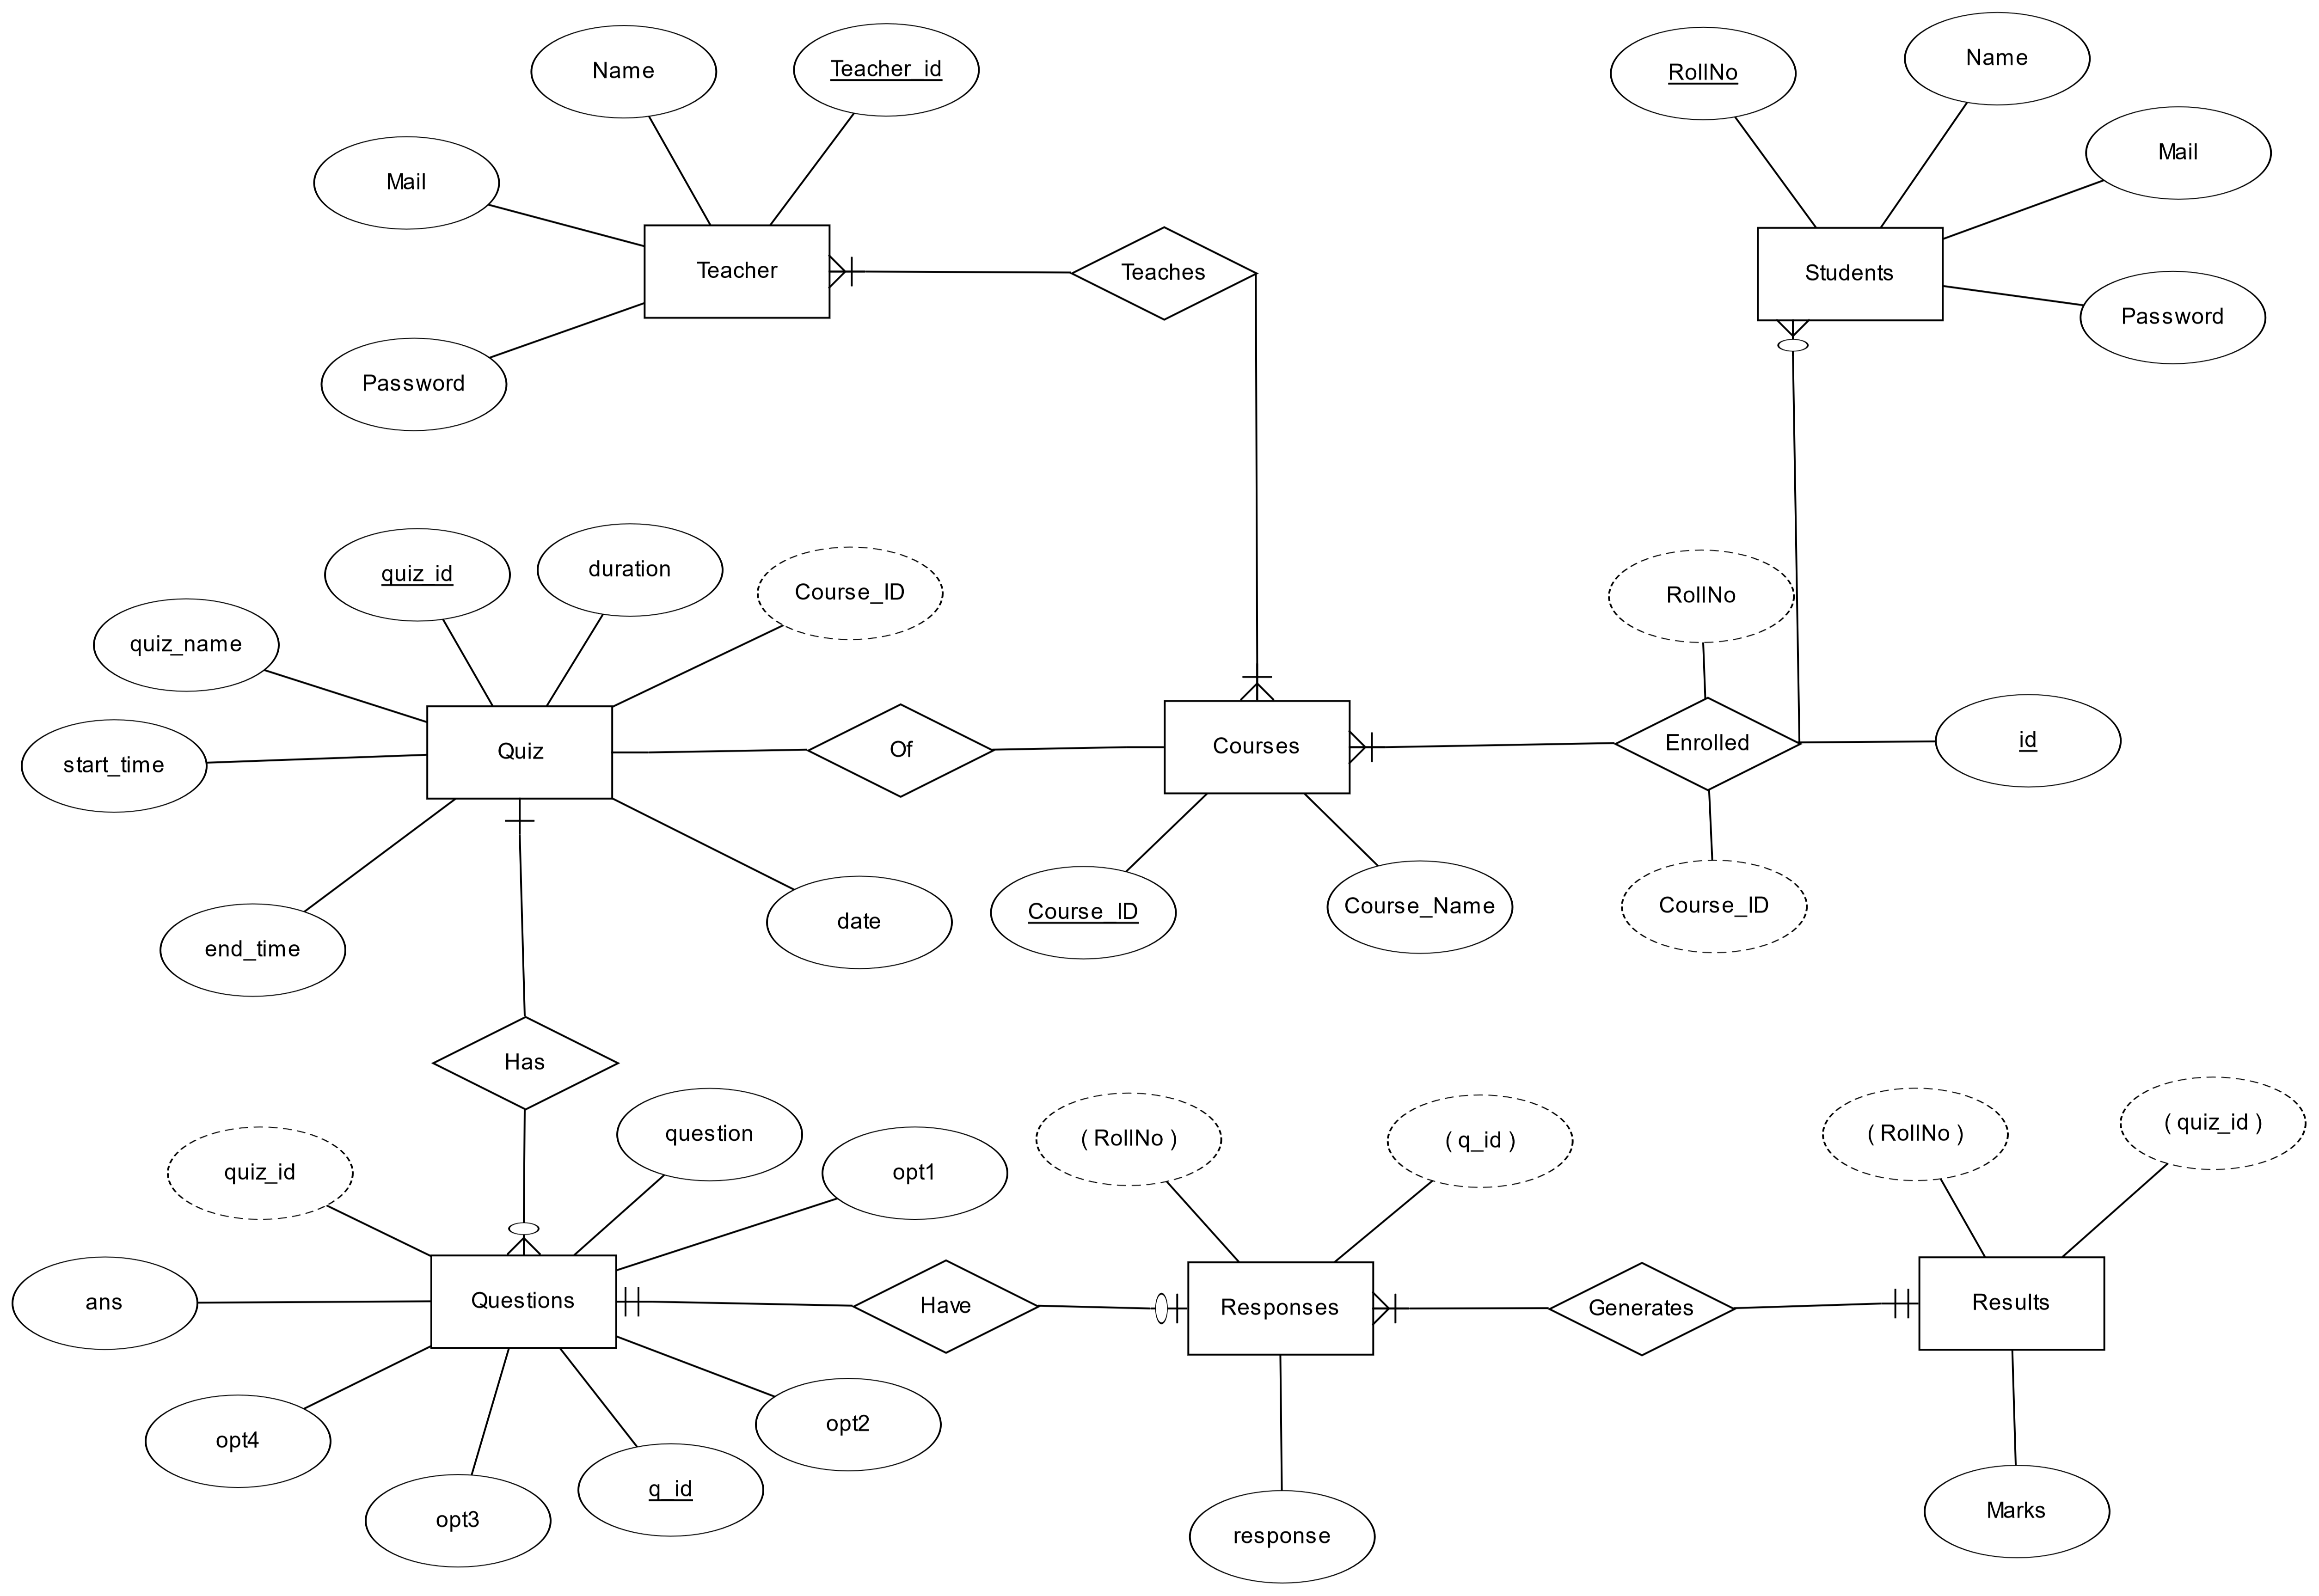 Name
Teacher_id
RollNo
Name
Mail
Mail
Teacher
Teaches
Students
Password
Password
quiz_id
duration
Course_ID
RollNo
quiz_name
start_time
Quiz
Of
Courses
Enrolled
id
end_time
date
Course_ID
Course_Name
Course_ID
Has
quiz_id
question
opt1
( RollNo )
( q_id )
( RollNo )
( quiz_id )
ans
Questions
Have
Responses
Generates
Results
opt4
opt3
q_id
opt2
response
Marks